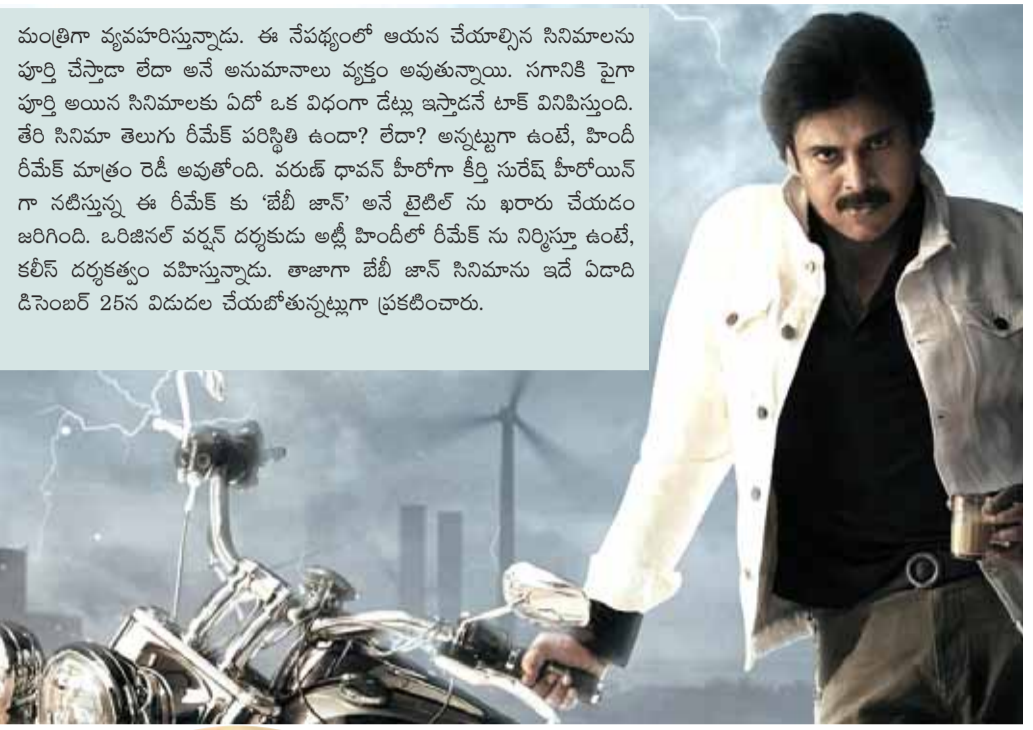 మంత్రిగా వ్యవహరిస్తున్నాడు. ఈ నేపథ్యంలో ఆయన చేయాల్సిన సినిమాలను
పూర్తి చేస్తాడా లేదా అనే అనుమానాలు వ్యక్తం అవుతున్నాయి. సగానికి పైగా
పూర్తి అయిన సినిమాలకు ఏదో ఒక విధంగా డేట్లు ఇస్తాడనే టాక్ వినిపిస్తుంది.
తేరి సినిమా తెలుగు రీమేక్ పరిస్థితి ఉందా? లేదా? అన్నట్టుగా ఉంటే, హిందీ
రీమేక్ మాత్రం రెడీ అవుతోంది. వరుణ్ ధావన్ హీరోగా కీర్తి సురేష్ హీరోయిన్
గా నటిస్తున్న ఈ రీమేక్ కు 'బేబీ జాన్' అనే టైటిల్ ను ఖరారు చేయడం
జరిగింది. ఒరిజినల్ వర్షన్ దర్శకుడు అట్లీ హిందీలో రీమేక్ ను నిర్మిస్తూ ఉంటే,
కలీస్ దర్శకత్వం వహిస్తున్నాడు. తాజాగా బేబీ జాన్ సినిమాను ఇదే ఏడాది
డిసెంబర్ 25న విడుదల చేయబోతున్నట్లుగా ప్రకటించారు.